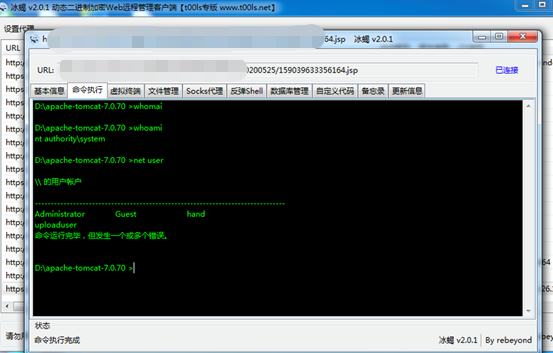 冰蝎 v2.0.1 动态二进制加密Web远程管理客户端【t00ls专版 www.t00ls.net】
设置代理
URL
64.jsp 冰蝎 v2.0.1
URL: 0200525/159039633356164.jsp 已连接
基本信息 命令执行 虚拟终端 文件管理 Socks代理 反弹Shell 数据库管理 自定义代码 备忘录 更新信息
D:\apache-tomcat-7.0.70 >whomai
D:\apache-tomcat-7.0.70 >whoami
nt authority\system
D:\apache-tomcat-7.0.70 >net user
\\ 的用户帐户
-------------------------------------------------------------------------------
Administrator Guest hand
uploaduser
命令运行完毕，但发生一个或多个错误。
D:\apache-tomcat-7.0.70 >
状态
命令执行完成 冰蝎 v2.0.1 By rebeyond